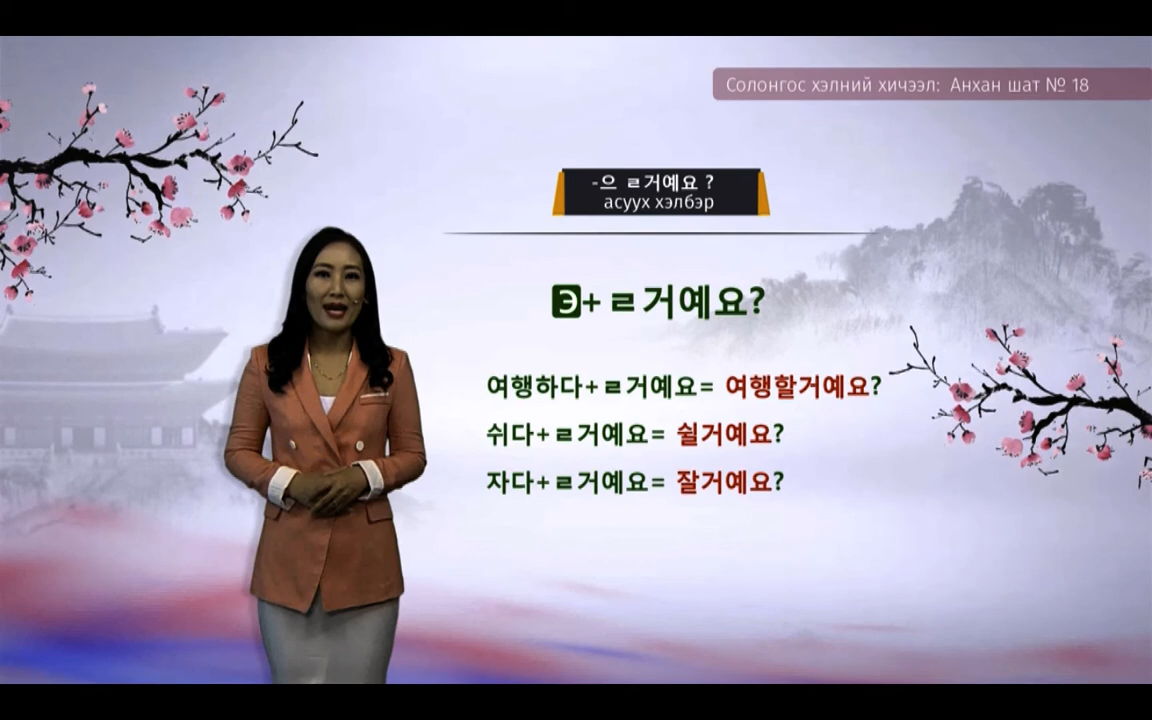 Солонгос хэлний хичээл: Анхан шат № 18
-으 ㄹ거예요 ?
асуух хэлбэр
Э+ ㄹ거예요?
여행하다+ㄹ거예요= 여행할거예요?
쉬다+ㄹ거예요= 쉴거예요?
자다+ㄹ거예요= 잘거예요?